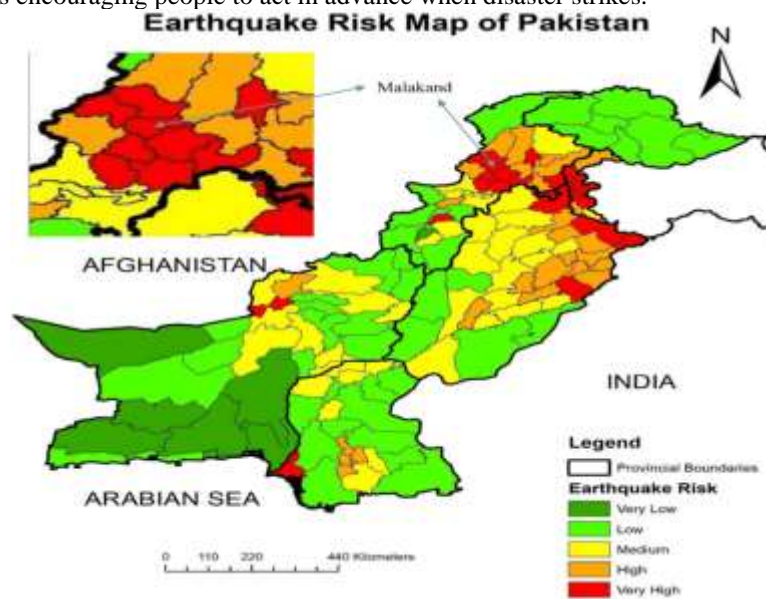 s encouraging people to act in advance when disaster strikes.
Earthquake Risk Map of Pakistan
N
Malakand
AFGHANISTAN
INDIA
ARABIAN SEA
Legend
Provincial Boundaries
Earthquake Risk
Very Low
Low
Medium
High
Very High
0 110 220 440 Kilometers